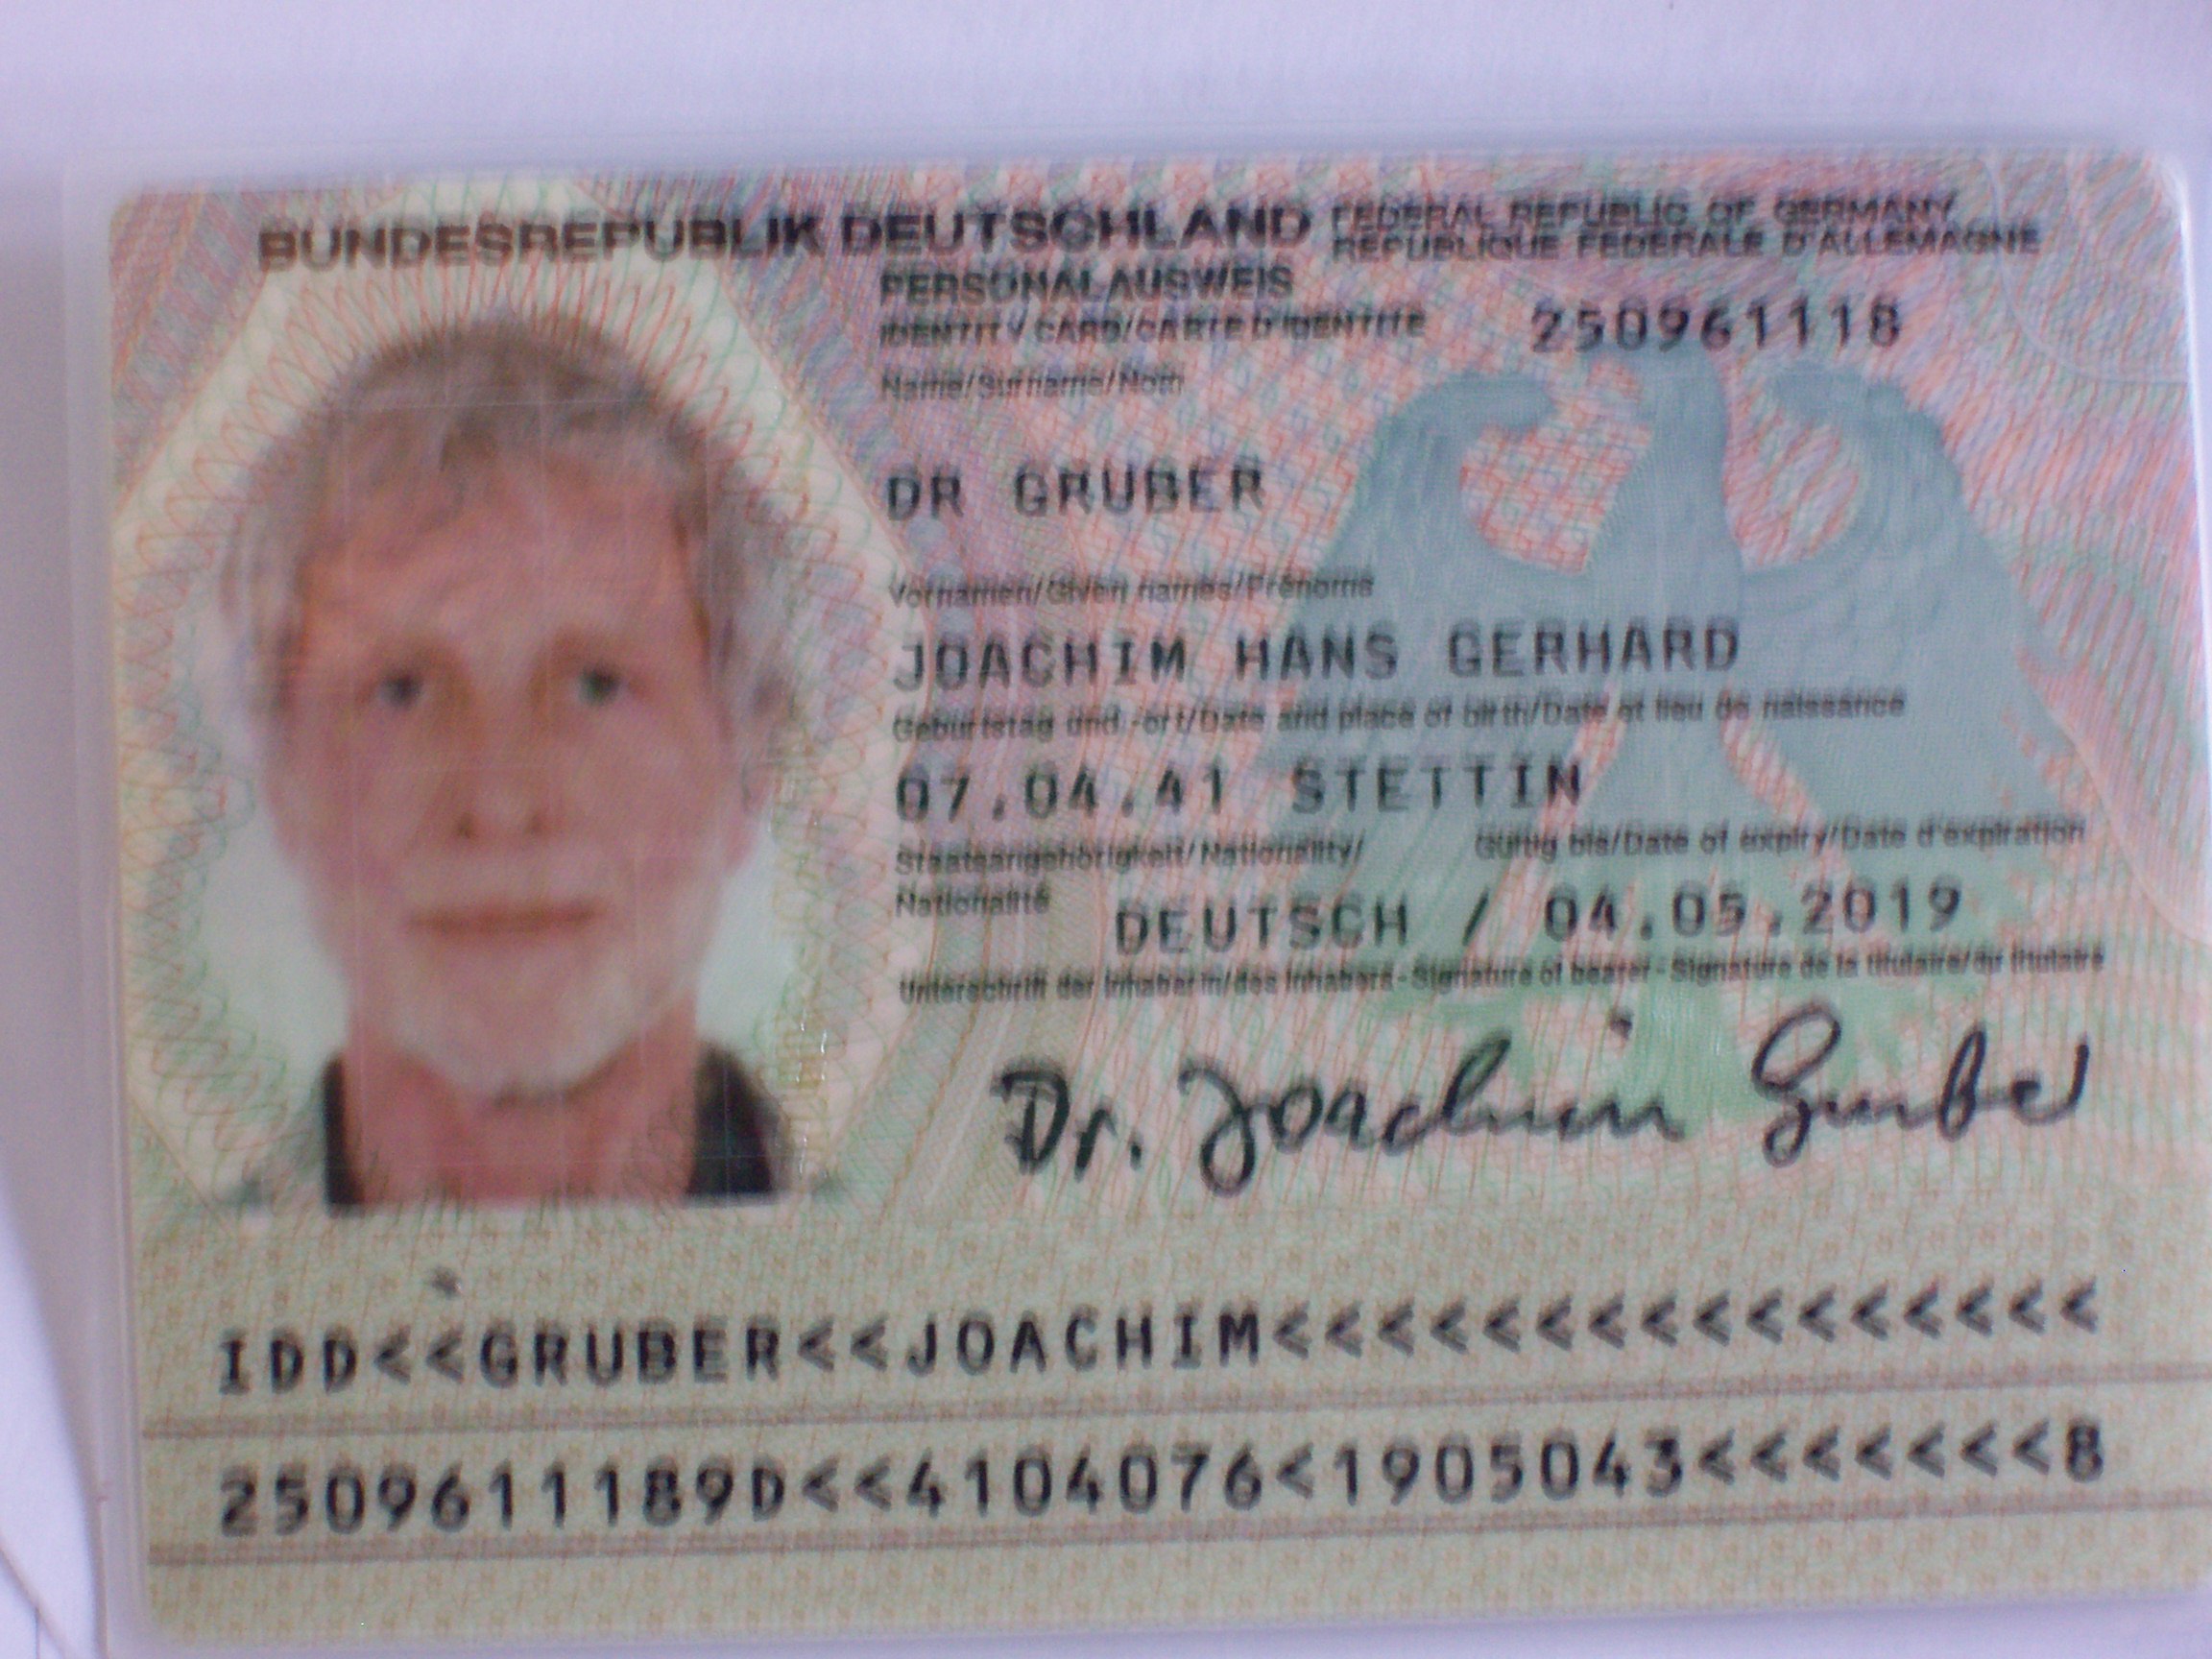 BUNDESREPUBLIK DEUTSCHLAND
FEDERAL REPUBLIC OF GERMANY
REPUBLIQUE FEDERALE D'ALLEMAGNE
PERSONALAUSWEIS
IDENTITY CARD/CARTE D'IDENTITE
250961118
Name/Surname/Nom
DR GRUBER
Vornamen/Given names/Prénoms
JOACHIM HANS GERHARD
Geburtstag und -ort/Date and place of birth/Date et lieu de naissance
07.04.41 STETTIN
Staatsangehörigkeit/Nationality/
Nationalité
Gültig bis/Date of expiry/Date d'expiration
DEUTSCH / 04.05.2019
Unterschrift der Inhaberin/des Inhabers-Signature of bearer-Signature de la titulaire/du titulaire
Dr. Joachim Gruber
IDD<<GRUBER<<JOACHIM<<<<<<<<<<<<<<<<
2509611189D<<4104076<1905043<<<<<<<8